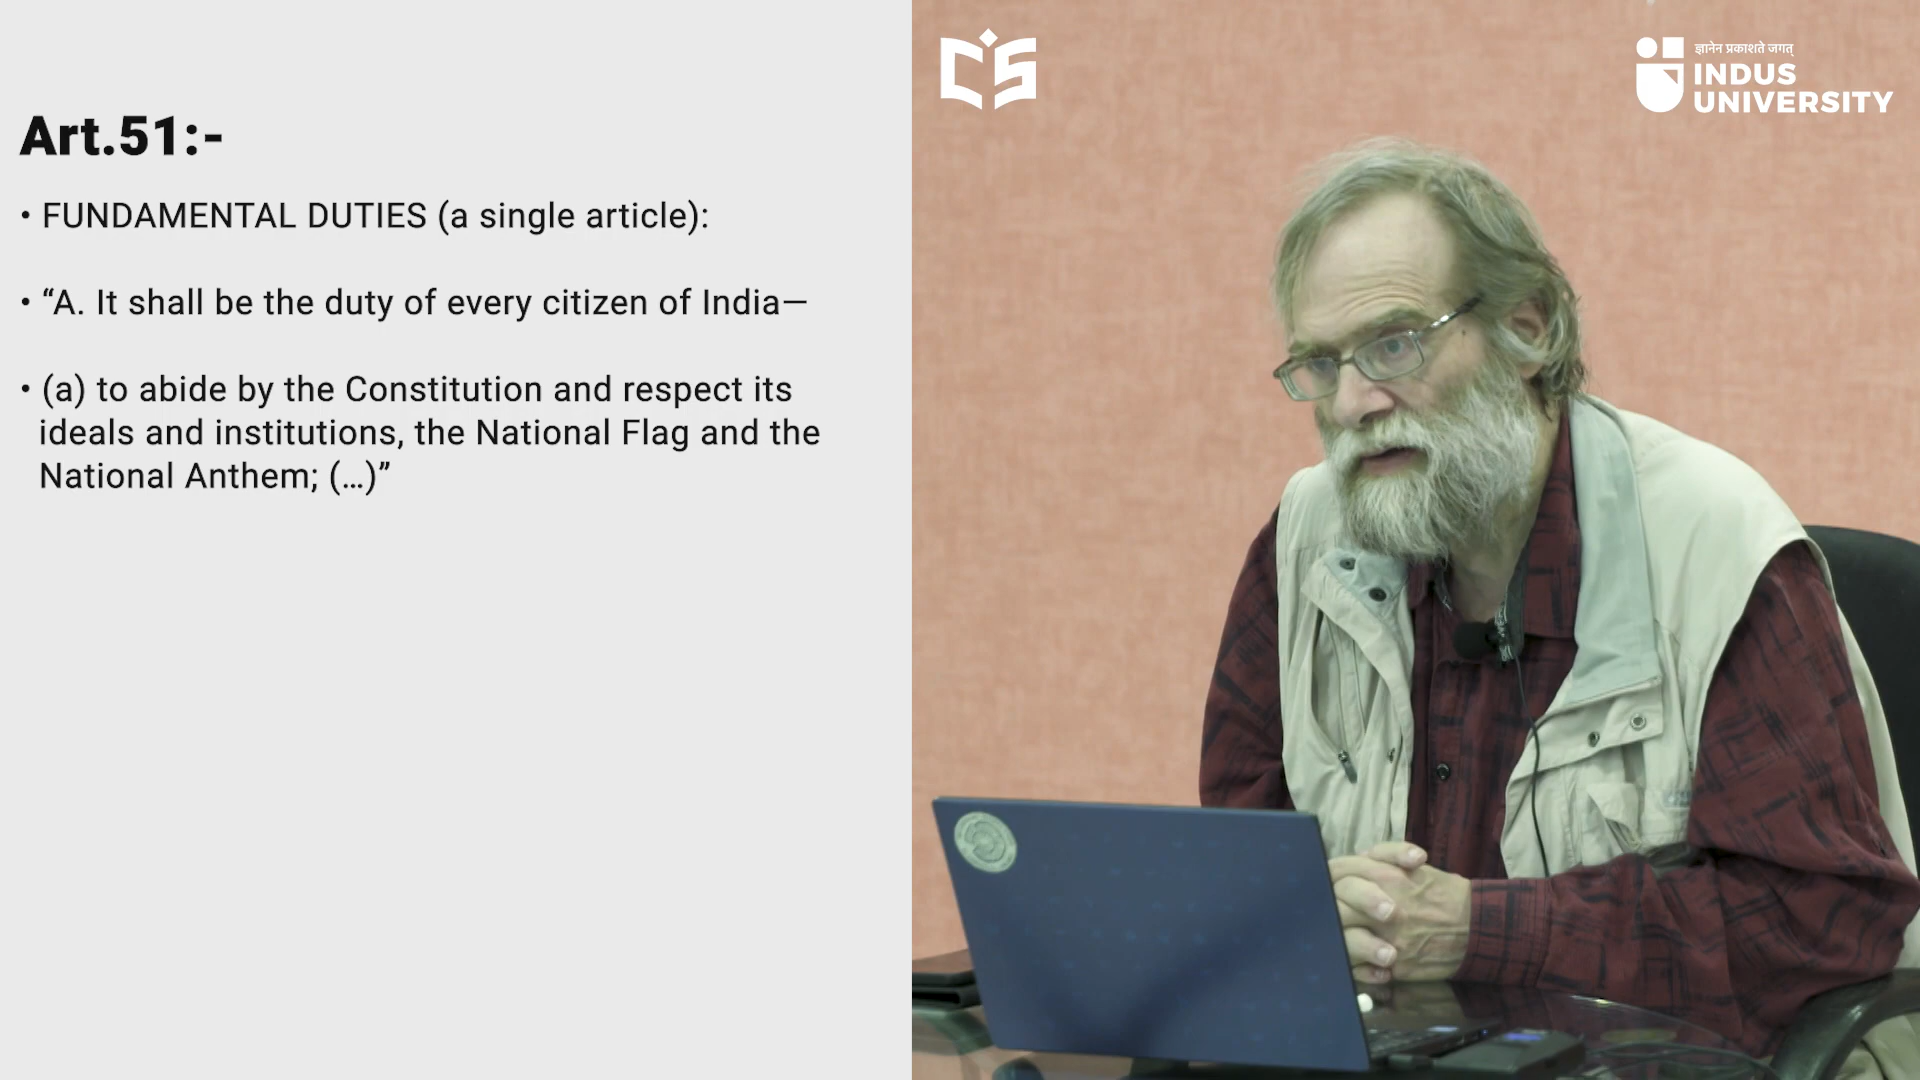 Art.51:-
• FUNDAMENTAL DUTIES (a single article):
• “A. It shall be the duty of every citizen of India—
• (a) to abide by the Constitution and respect its
ideals and institutions, the National Flag and the
National Anthem; (…)”
CIS
ज्ञानेन प्रकाशते जगत्
INDUS
UNIVERSITY